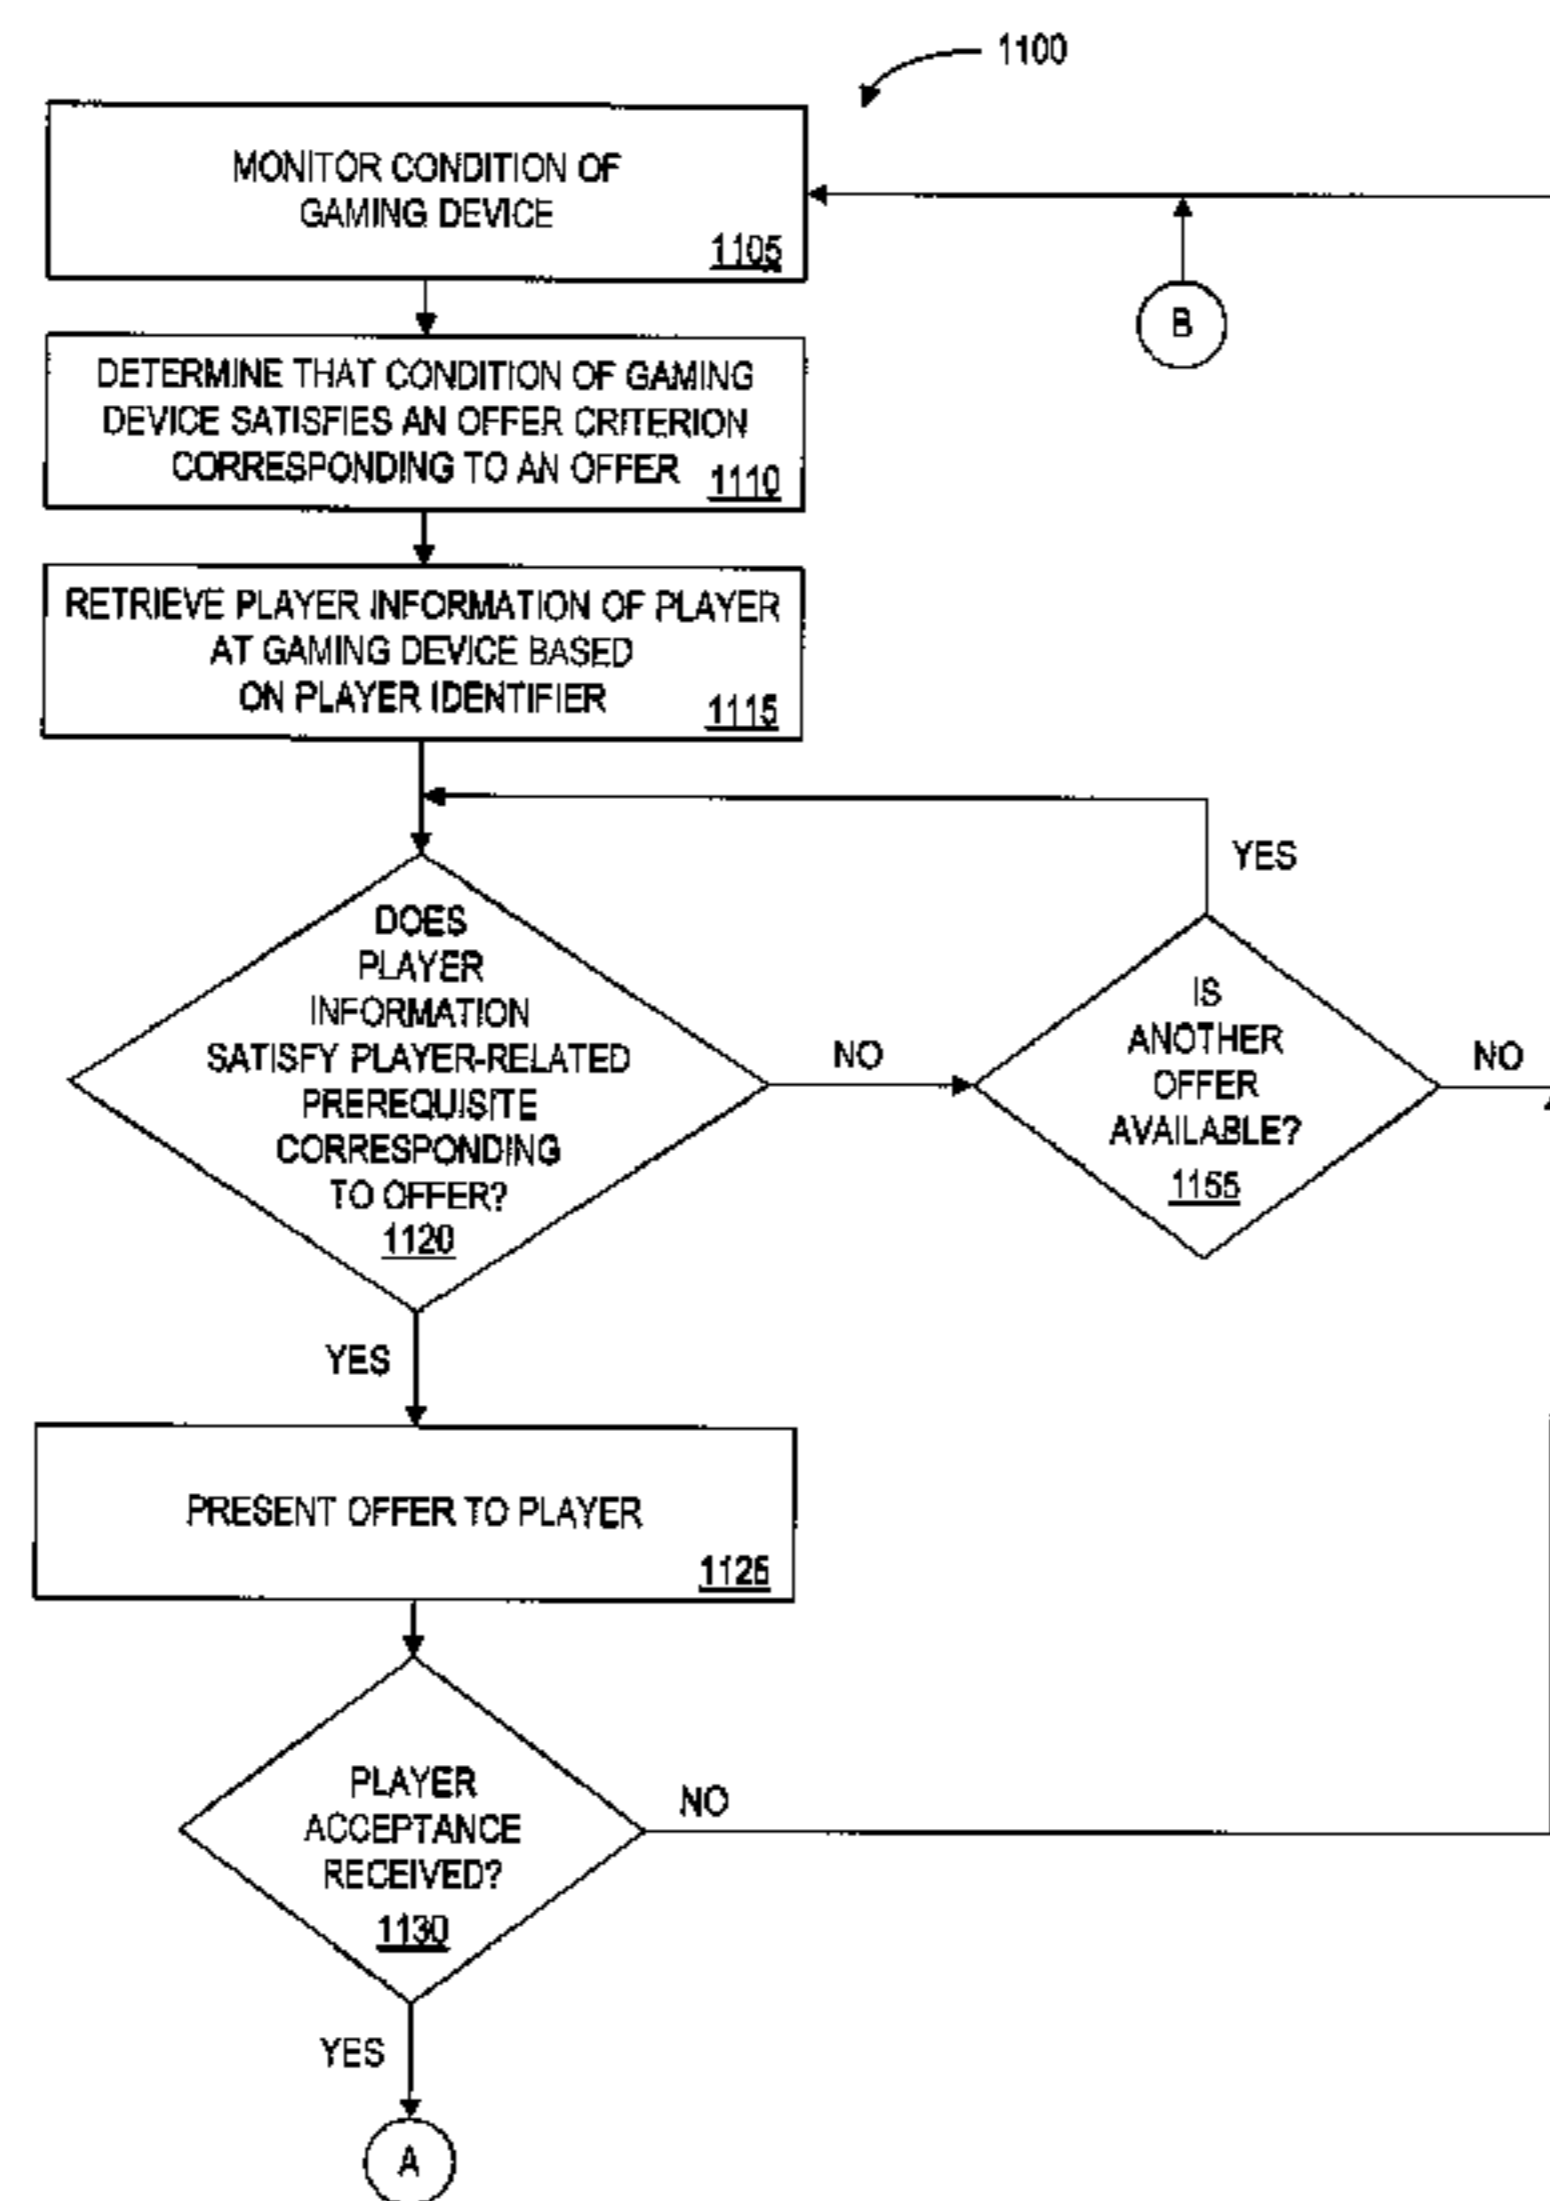 1100
MONITOR CONDITION OF
GAMING DEVICE
1105
B
DETERMINE THAT CONDITION OF GAMING
DEVICE SATISFIES AN OFFER CRITERION
CORRESPONDING TO AN OFFER
1110
RETRIEVE PLAYER INFORMATION OF PLAYER
AT GAMING DEVICE BASED
ON PLAYER IDENTIFIER
1115
YES
DOES
PLAYER
INFORMATION
SATISFY PLAYER-RELATED
PREREQUISITE
CORRESPONDING
TO OFFER?
1120
NO
IS
ANOTHER
OFFER
AVAILABLE?
1155
NO
YES
PRESENT OFFER TO PLAYER
1125
PLAYER
ACCEPTANCE
RECEIVED?
1130
NO
YES
A